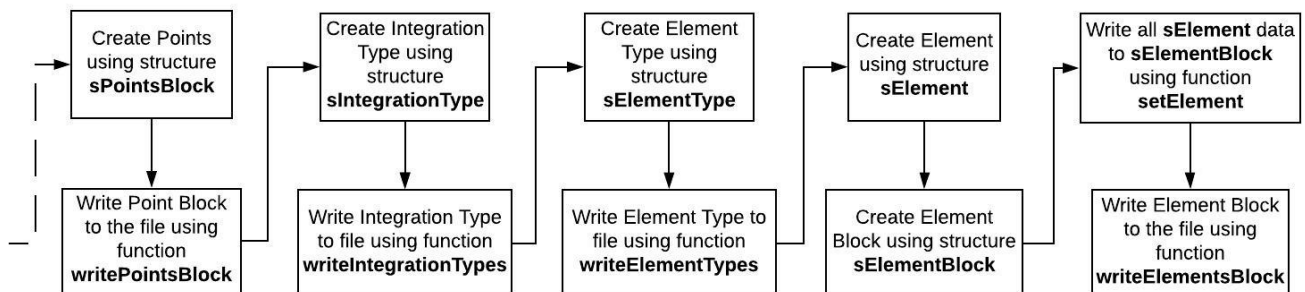 Create Points
using structure
sPointsBlock
Write Point Block
to the file using
function
writePointsBlock
Create Integration
Type using
structure
sIntegrationType
Write Integration Type
to file using function
writeIntegrationTypes
Create Element
Type using
structure
sElementType
Write Element Type to
file using function
writeElementTypes
Create Element
using structure
sElement
Create Element
Block using structure
sElementBlock
Write all sElement data
to sElementBlock
using function
setElement
Write Element Block
to the file using
function
writeElementsBlock